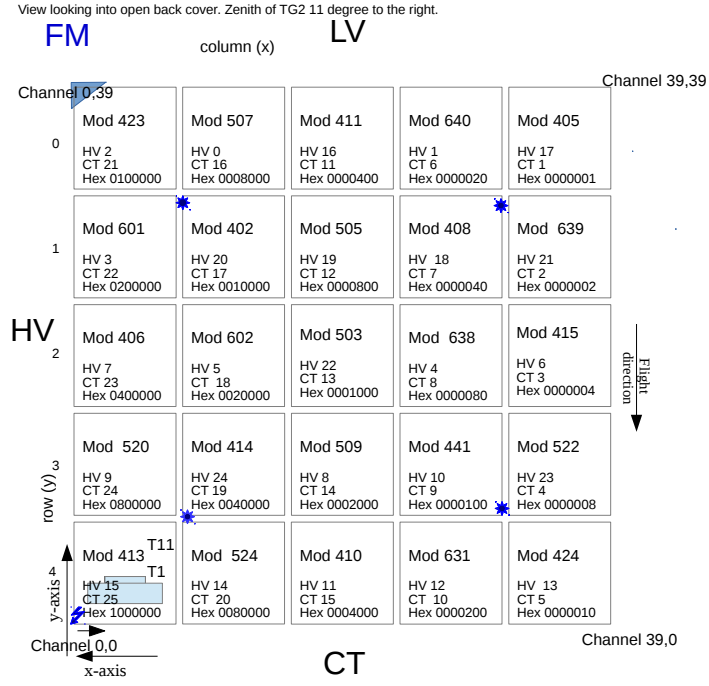 View looking into open back cover. Zenith of TG2 11 degree to the right.
FM
LV
column (x)
Channel 0,39
Channel 39,39
0
Mod 423
HV 2
CT 21
Hex 0100000
Mod 507
HV 0
CT 16
Hex 0008000
Mod 411
HV 16
CT 11
Hex 0000400
Mod 640
HV 1
CT 6
Hex 0000020
Mod 405
HV 17
CT 1
Hex 0000001
1
Mod 601
HV 3
CT 22
Hex 0200000
Mod 402
HV 20
CT 17
Hex 0010000
Mod 505
HV 19
CT 12
Hex 0000800
Mod 408
HV 18
CT 7
Hex 0000040
Mod 639
HV 21
CT 2
Hex 0000002
HV
2
Mod 406
HV 7
CT 23
Hex 0400000
Mod 602
HV 5
CT 18
Hex 0020000
Mod 503
HV 22
CT 13
Hex 0001000
Mod 638
HV 4
CT 8
Hex 0000080
Mod 415
HV 6
CT 3
Hex 0000004
Flight
direction
3
row (y)
Mod 520
HV 9
CT 24
Hex 0800000
Mod 414
HV 24
CT 19
Hex 0040000
Mod 509
HV 8
CT 14
Hex 0002000
Mod 441
HV 10
CT 9
Hex 0000100
Mod 522
HV 23
CT 4
Hex 0000008
4
y-axis
Mod 413
T11
T1
HV 15
CT 25
Hex 1000000
Mod 524
HV 14
CT 20
Hex 0080000
Mod 410
HV 11
CT 15
Hex 0004000
Mod 631
HV 12
CT 10
Hex 0000200
Mod 424
HV 13
CT 5
Hex 0000010
Channel 0,0
Channel 39,0
x-axis
CT